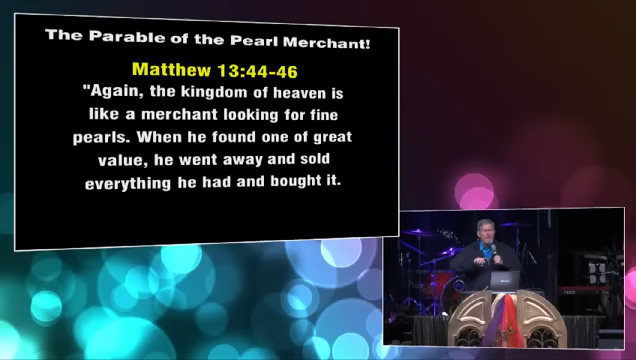 The Parable of the Pearl Merchant!
Matthew 13:44-46
"Again, the kingdom of heaven is
like a merchant looking for fine
pearls. When he found one of great
value, he went away and sold
everything he had and bought it.